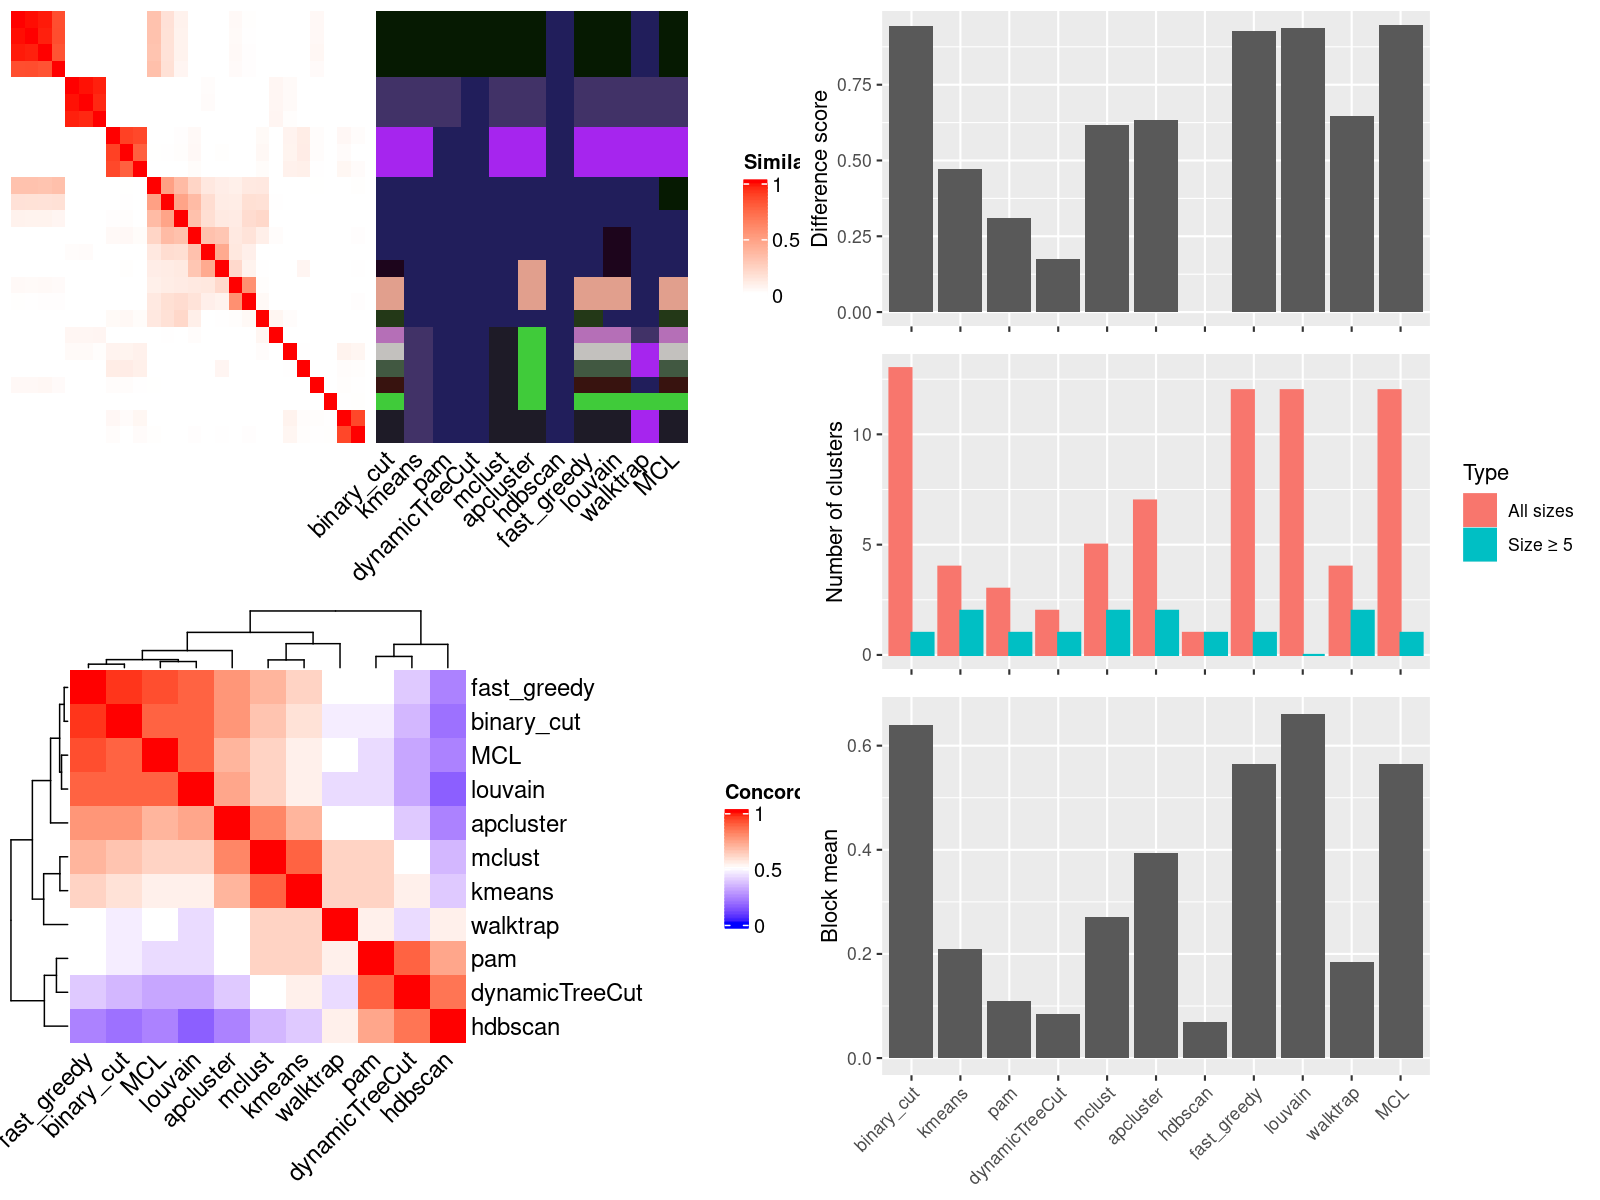 Simila
1
0.5
0
binary_cut
kmeans
pam
dynamicTreeCut
mclust
apcluster
hdbscan
fast_greedy
louvain
walktrap
MCL
fast_greedy
binary_cut
MCL
louvain
apcluster
mclust
kmeans
walktrap
pam
dynamicTreeCut
hdbscan
fast_greedy
binary_cut
MCL
louvain
apcluster
mclust
kmeans
walktrap
pam
dynamicTreeCut
hdbscan
Concord
1
0.5
0
Difference score
0.75
0.50
0.25
0.00
Number of clusters
10
5
0
Type
All sizes
Size ≥ 5
Block mean
0.6
0.4
0.2
0.0
binary_cut
kmeans
pam
dynamicTreeCut
mclust
apcluster
hdbscan
fast_greedy
louvain
walktrap
MCL